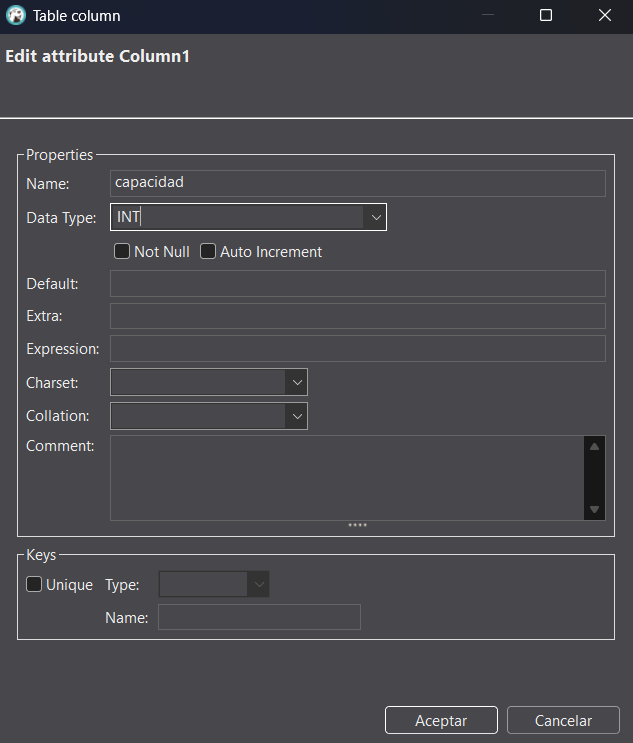 Table column
Edit attribute Column1
Properties
Name: capacidad
Data Type: INT
Not Null Auto Increment
Default:
Extra:
Expression:
Charset:
Collation:
Comment:
Keys
Unique Type:
Name:
Aceptar Cancelar